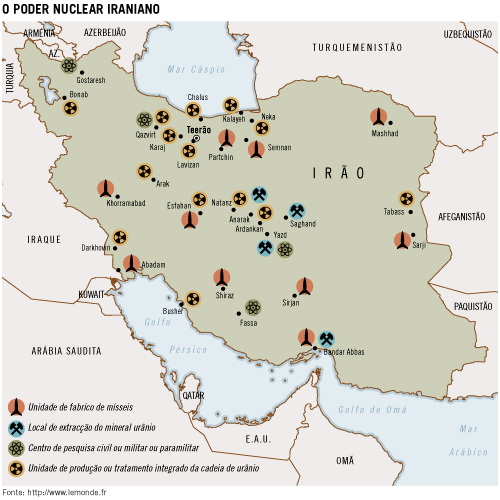 O PODER NUCLEAR IRANIANO
ARMÉNIA
AZERBEIJÃO
UZBEQUISTÃO
TURQUEMENISTÃO
AZ
TURQUIA
Gostaresh
Mar Cáspio
Bonab
Chalus
Kalayeh
Neka
Mashhad
Qazvirt
Teerão
Karaj
Lavizan
Partchin
Semnan
IRÃO
Arak
Khorramabad
Esfahan
Natanz
Anarak
Ardankan
Saghand
Yazd
Tabass
AFEGANISTÃO
IRAQUE
Darkhovin
Sarji
Abadam
KUWAIT
Shiraz
Sirjan
PAQUISTÃO
Busher
Fassa
Golfo
Pérsico
ARÁBIA SAUDITA
Bandar Abbas
QATAR
Golfo de Omã
Mar
Arábico
E.A.U.
OMÃ
Unidade de fabrico de misseis
Local de extracção do mineral urânio
Centro de pesquisa civil ou militar ou paramilitar
Unidade de produção ou tratamento integrado da cadeia de urânio
Fonte: http://www.lemonde.fr